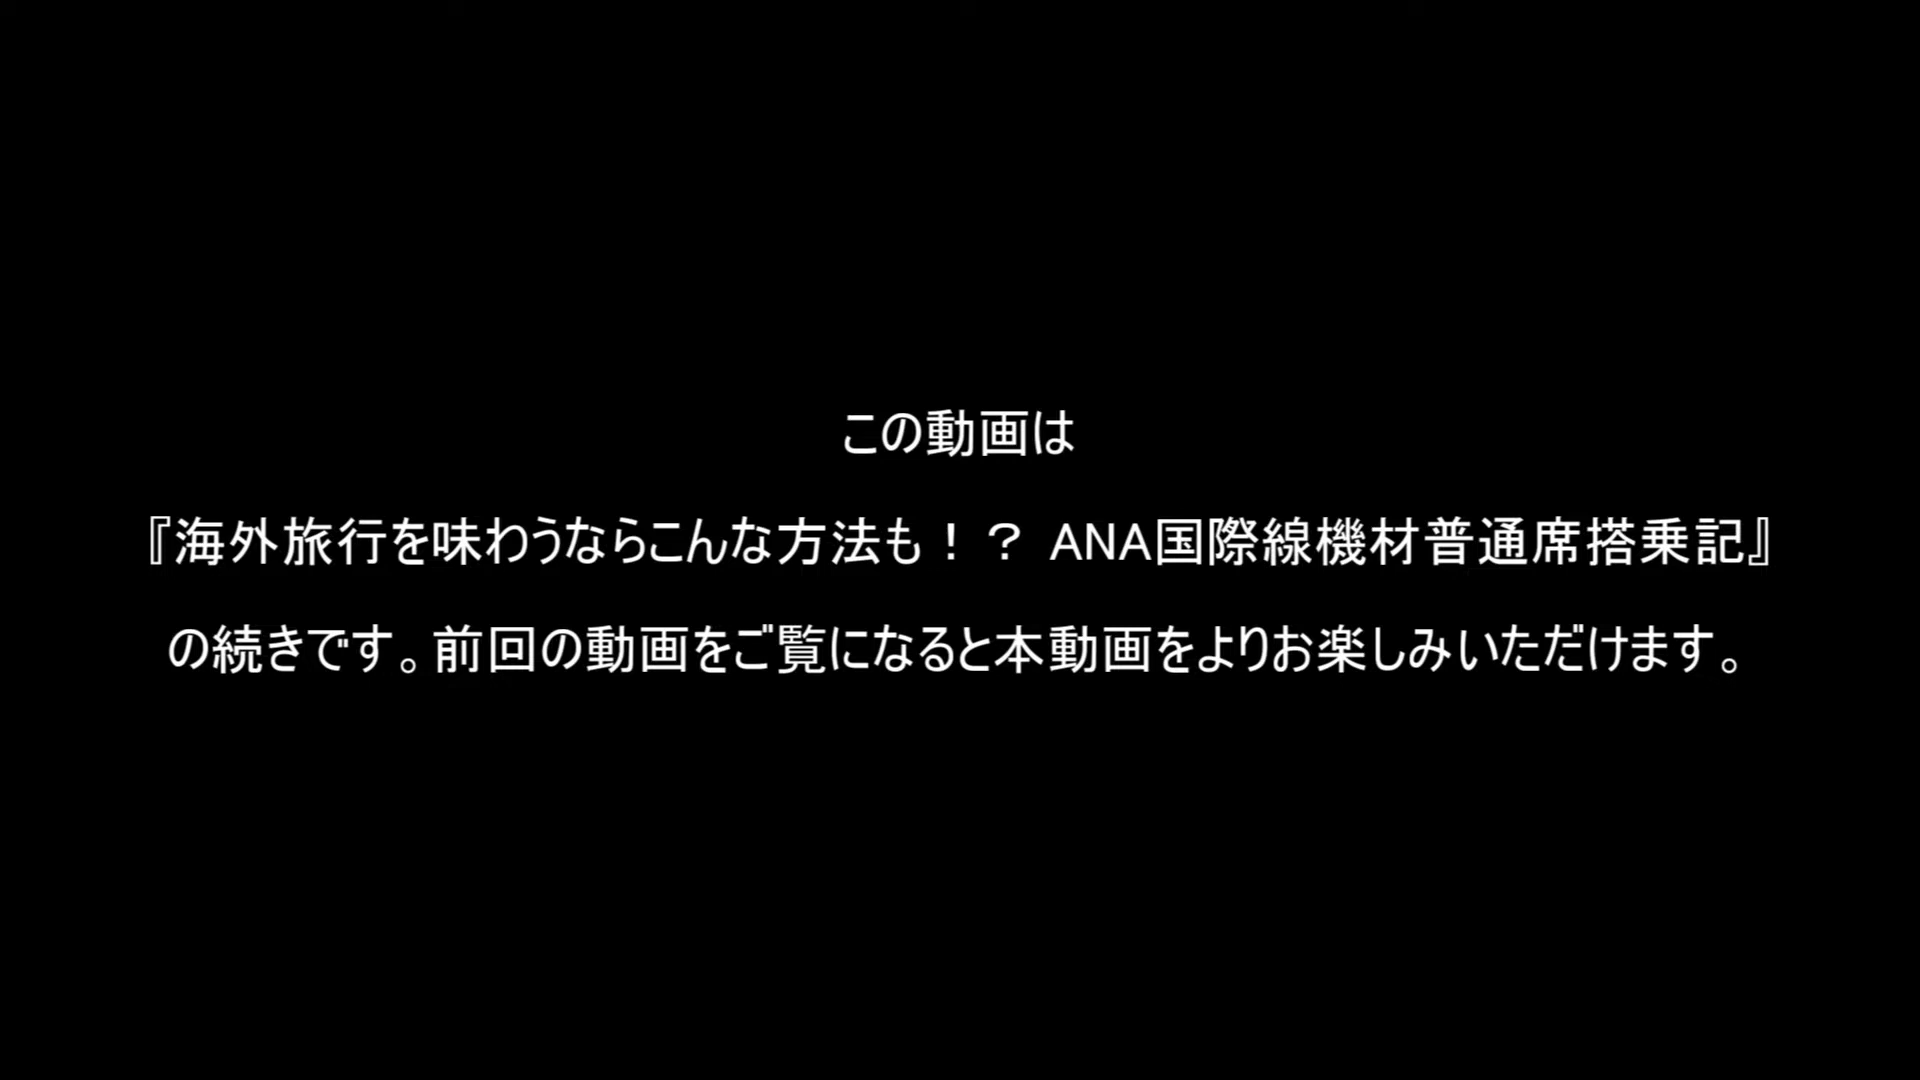 この動画は
『海外旅行を味わうならこんな方法も！？ ANA国際線機材普通席搭乗記』
の続きです。前回の動画をご覧になると本動画をよりお楽しみいただけます。